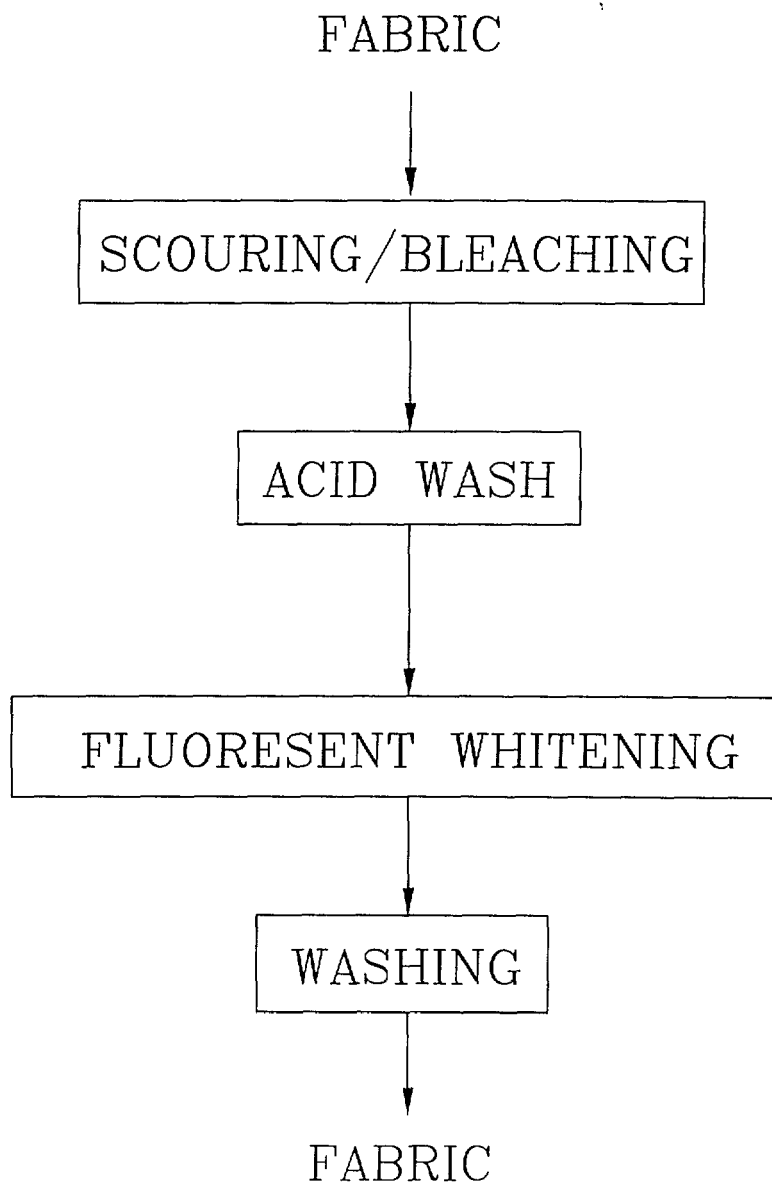 FABRIC
SCOURING/BLEACHING
ACID WASH
FLUORESENT WHITENING
WASHING
FABRIC